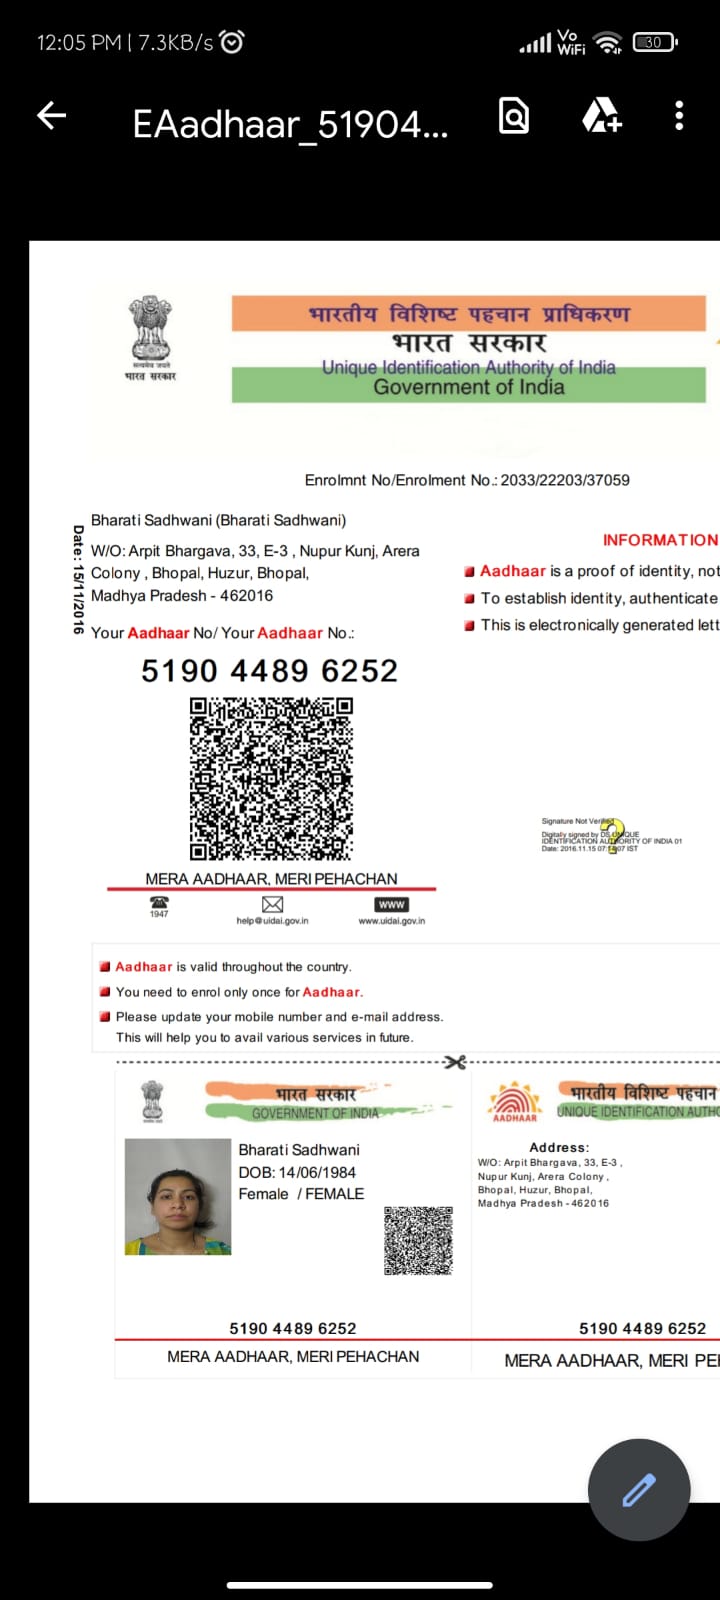 12:05 PM | 7.3KB/s
Vo WiFi 30
EAadhaar_51904...
भारतीय विशिष्ट पहचान प्राधिकरण
भारत सरकार
Unique Identification Authority of India
Government of India
सत्यमेव जयते
भारत सरकार
Enrolmnt No/Enrolment No.: 2033/22203/37059
Date: 15/11/2016
Bharati Sadhwani (Bharati Sadhwani)
W/O: Arpit Bhargava, 33, E-3 , Nupur Kunj, Arera
Colony , Bhopal, Huzur, Bhopal,
Madhya Pradesh - 462016
Your Aadhaar No/ Your Aadhaar No.:
5190 4489 6252
INFORMATION
Aadhaar is a proof of identity, not
To establish identity, authenticate
This is electronically generated lett
Signature Not Verified
Digitally signed by DS UNIQUE
IDENTIFICATION AUTHORITY OF INDIA 01
Date: 2016.11.15 07: 07 IST
MERA AADHAAR, MERI PEHACHAN
1947
help@uidai.gov.in
www
www.uidai.gov.in
Aadhaar is valid throughout the country.
You need to enrol only once for Aadhaar.
Please update your mobile number and e-mail address.
This will help you to avail various services in future.
भारत सरकार
GOVERNMENT OF INDIA
Bharati Sadhwani
DOB: 14/06/1984
Female / FEMALE
5190 4489 6252
MERA AADHAAR, MERI PEHACHAN
AADHAAR
भारतीय विशिष्ट पहचान
UNIQUE IDENTIFICATION AUTHO
Address:
W/O: Arpit Bhargava, 33, E-3 ,
Nupur Kunj, Arera Colony ,
Bhopal, Huzur, Bhopal,
Madhya Pradesh - 462016
5190 4489 6252
MERA AADHAAR, MERI PE